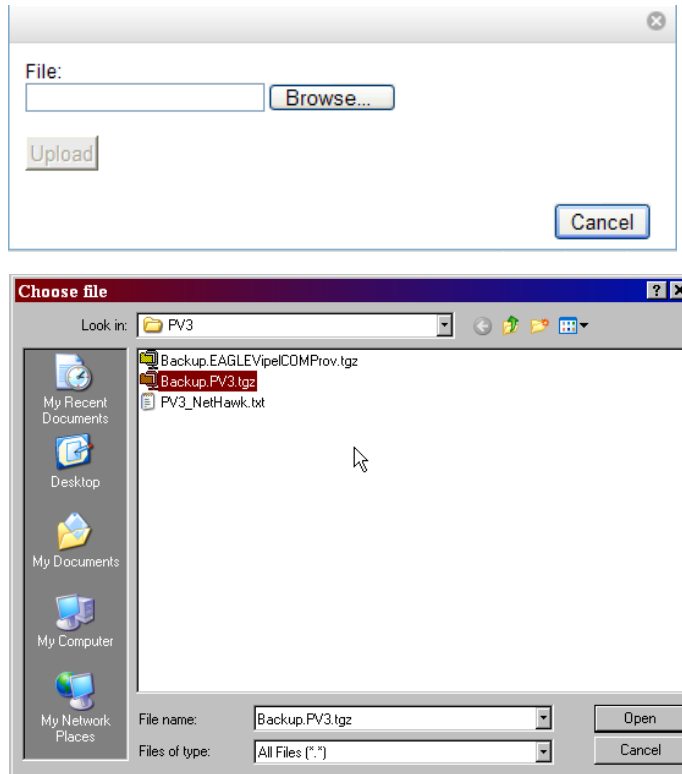 File:
Browse...
Upload
Cancel
Choose file
Look in: PV3
Backup.EAGLEVipelCOMProv.tgz
Backup.PV3.tgz
PV3_NetHawk.txt
My Recent
Documents
Desktop
My Documents
My Computer
My Network
Places
File name: Backup.PV3.tgz Open
Files of type: All Files (*.*) Cancel